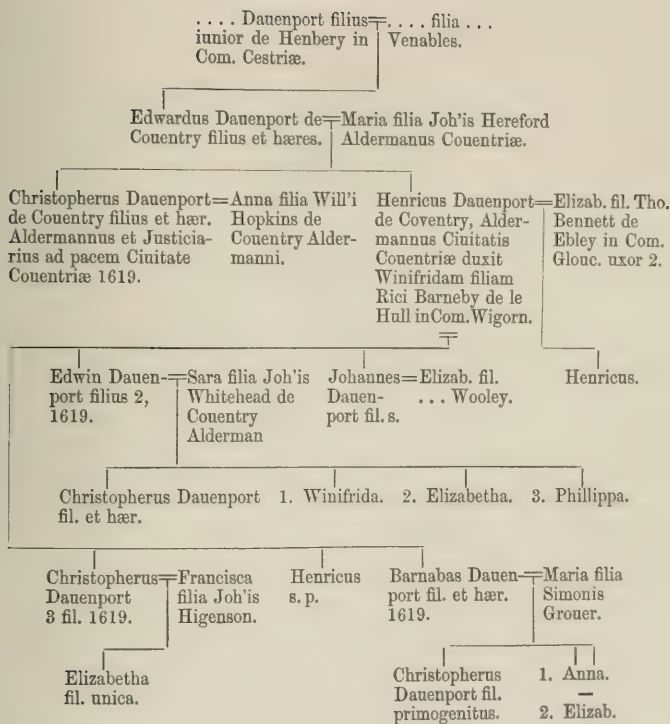 . . . . Dauenport filius
iunior de Henbery in
Com. Cestriæ.
. . . . filia . . .
Venables.
Edwardus Dauenport de
Couentry filius et hæres.
Maria filia Joh'is Hereford
Aldermanus Couentriæ.
Christopherus Dauenport
de Couentry filius et hær.
Aldermannus et Justicia-
rius ad pacem Ciuitate
Couentriæ 1619.
Anna filia Will'i
Hopkins de
Couentry Alder-
manni.
Henricus Dauenport
de Coventry, Alder-
mannus Ciuitatis
Couentriæ duxit
Winifridam filiam
Rici Barneby de le
Hull in Com. Wigorn.
Elizab. fil. Tho.
Bennett de
Ebley in Com.
Glouc. uxor 2.
Edwin Dauen-
port filius 2,
1619.
Sara filia Joh'is
Whitehead de
Couentry
Alderman
Johannes
Dauen-
port fil. s.
Elizab. fil.
. . . Wooley.
Henricus.
Christopherus Dauenport
fil. et hær.
1. Winifrida.
2. Elizabetha.
3. Phillippa.
Christopherus
Dauenport
3 fil. 1619.
Francisca
filia Joh'is
Higenson.
Henricus
s. p.
Barnabas Dauen-
port fil. et hær.
1619.
Maria filia
Simonis
Grouer.
Elizabetha
fil. unica.
Christopherus
Dauenport fil.
primogenitus.
1. Anna.
—
2. Elizab.